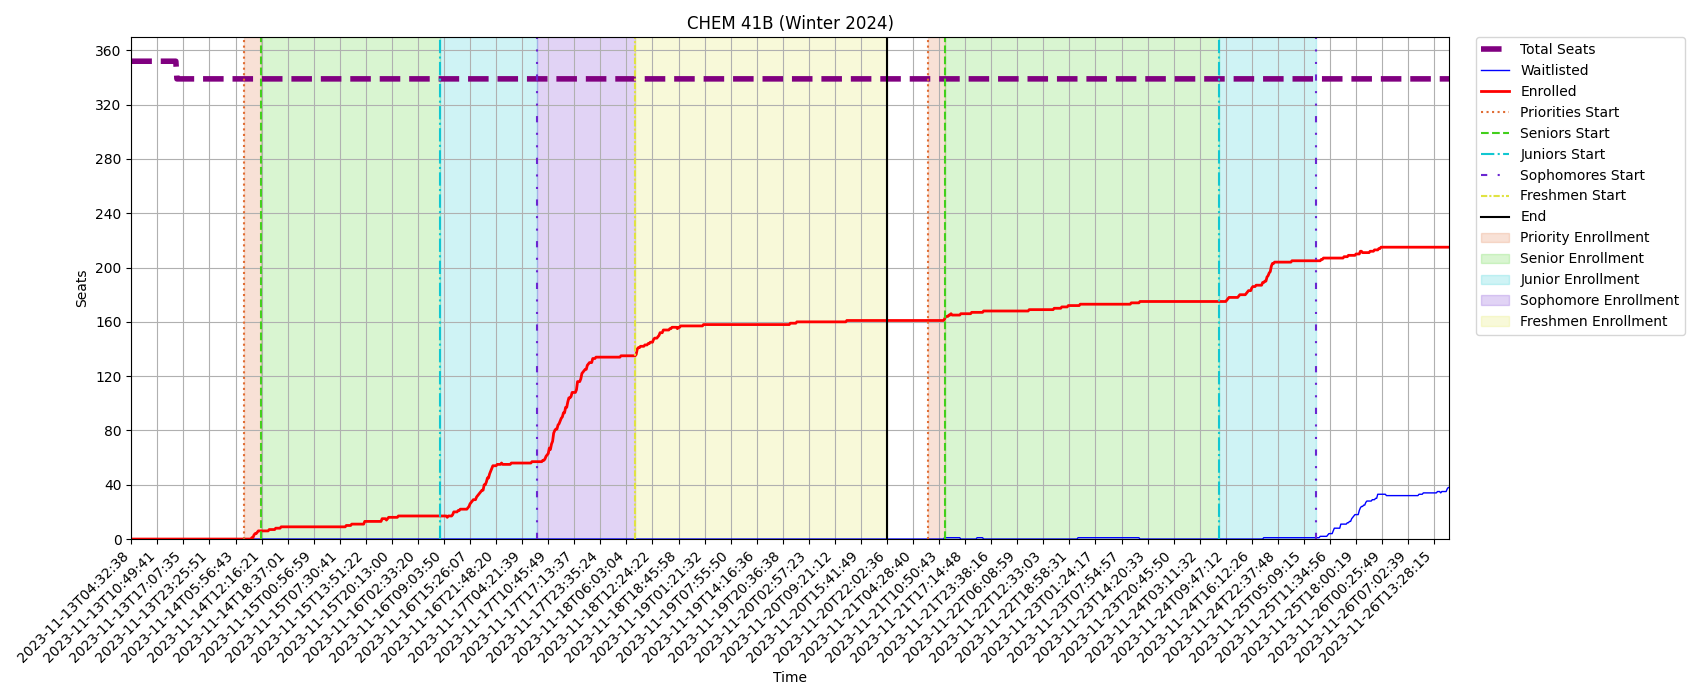 CHEM 41B (Winter 2024)
Seats
360
320
280
240
200
160
120
80
40
0
2023-11-13T04:32:38
2023-11-13T10:49:41
2023-11-13T17:07:35
2023-11-13T23:25:51
2023-11-14T05:56:43
2023-11-14T12:16:21
2023-11-14T18:37:01
2023-11-15T00:56:59
2023-11-15T07:30:41
2023-11-15T13:51:22
2023-11-15T20:13:00
2023-11-16T02:33:20
2023-11-16T09:03:50
2023-11-16T15:26:07
2023-11-16T21:48:20
2023-11-17T04:21:39
2023-11-17T10:45:49
2023-11-17T17:13:37
2023-11-17T23:35:24
2023-11-18T06:03:04
2023-11-18T12:24:22
2023-11-18T18:45:58
2023-11-19T01:21:32
2023-11-19T07:55:50
2023-11-19T14:16:36
2023-11-19T20:36:38
2023-11-20T02:57:23
2023-11-20T09:21:12
2023-11-20T15:41:49
2023-11-20T22:02:36
2023-11-21T04:28:40
2023-11-21T10:50:43
2023-11-21T17:14:48
2023-11-21T23:38:16
2023-11-22T06:08:59
2023-11-22T12:33:03
2023-11-22T18:58:31
2023-11-23T01:24:17
2023-11-23T07:54:57
2023-11-23T14:20:33
2023-11-23T20:45:50
2023-11-24T03:11:32
2023-11-24T09:47:12
2023-11-24T16:12:26
2023-11-24T22:37:48
2023-11-25T05:09:15
2023-11-25T11:34:56
2023-11-25T18:00:19
2023-11-26T00:25:49
2023-11-26T07:02:39
2023-11-26T13:28:15
Time
Total Seats
Waitlisted
Enrolled
Priorities Start
Seniors Start
Juniors Start
Sophomores Start
Freshmen Start
End
Priority Enrollment
Senior Enrollment
Junior Enrollment
Sophomore Enrollment
Freshmen Enrollment